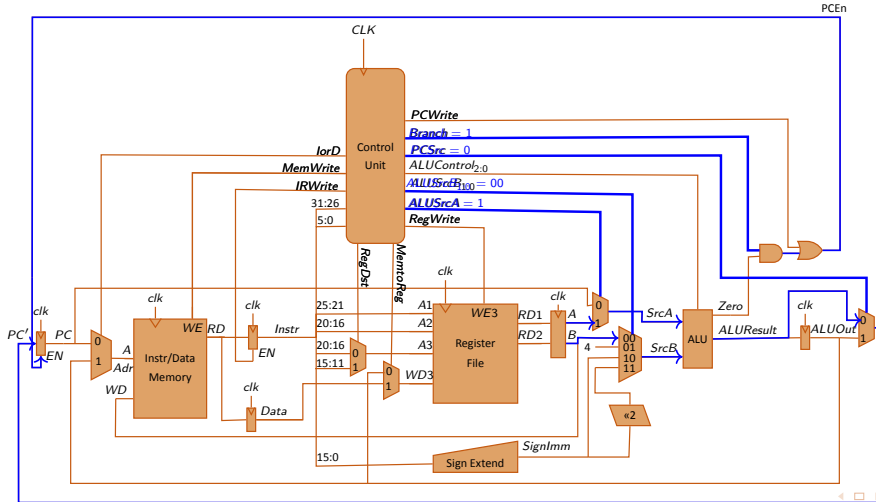 PCEn
CLK
PCWrite
Branch = 1
PCSrc = 0
ALUControl2:0
ALUSrcB1:0 = 00
ALUSrcA = 1
RegWrite
Control
Unit
IorD
MemWrite
IRWrite
31:26
5:0
RegDst
MemtoReg
clk
PC′
PC
EN
0
1
A
Adr
WD
clk
WE
RD
Instr/Data
Memory
clk
Instr
EN
clk
Data
25:21
20:16
20:16
15:11
15:0
0
1
0
1
clk
A1
A2
A3
WD3
WE3
RD1
RD2
Register
File
Sign Extend
SignImm
«2
clk
A
B
0
1
4
00
01
10
11
SrcA
SrcB
ALU
Zero
ALUResult
clk
ALUOut
0
1